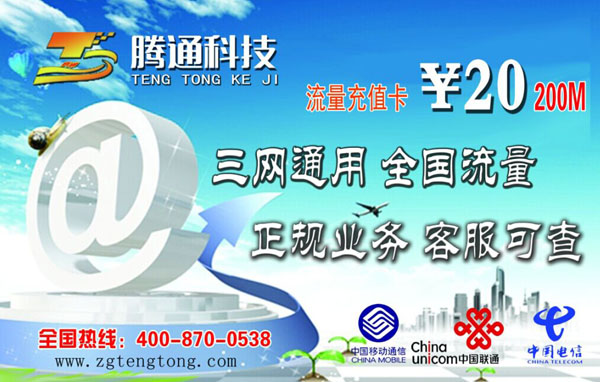 腾通科技
TENG TONG KE JI
流量充值卡 ¥20 200M
三网通用 全国流量
正规业务 客服可查
全国热线：400-870-0538
www.zgtengtong.com
中国移动通信
CHINA MOBILE
China
unicom中国联通
中国电信
CHINA TELECOM